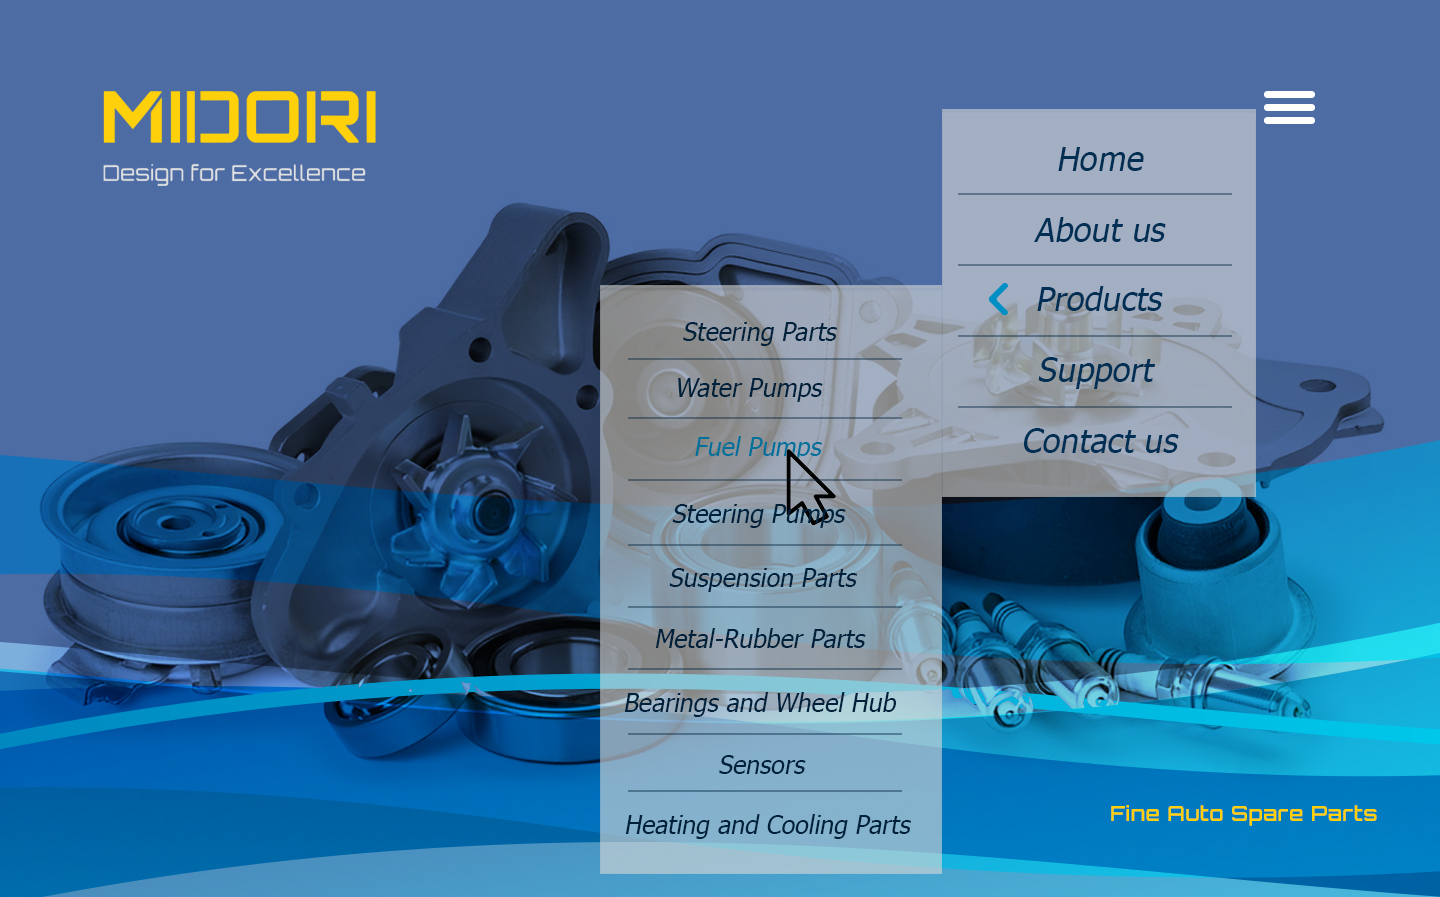 MIDORI
Design for Excellence
Home
About us
Products
Support
Contact us
Steering Parts
Water Pumps
Fuel Pumps
Steering Pumps
Suspension Parts
Metal-Rubber Parts
Bearings and Wheel Hub
Sensors
Heating and Cooling Parts
Fine Auto Spare Parts